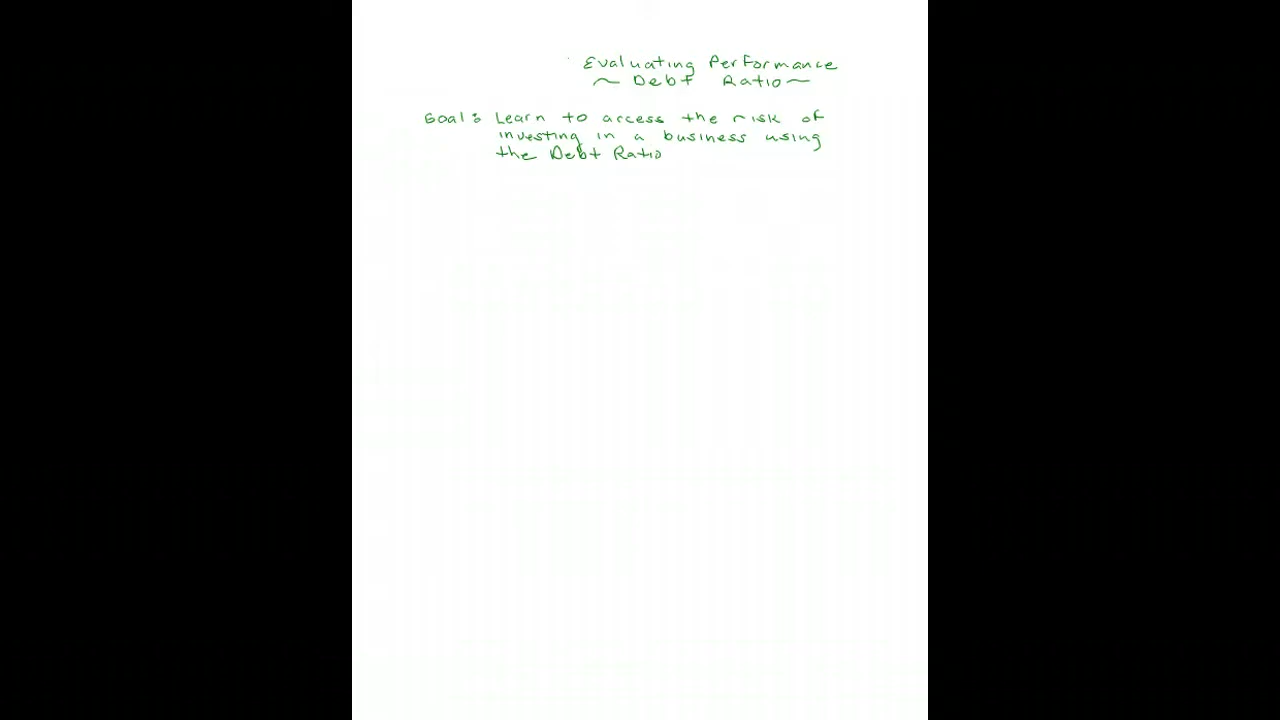 Evaluating Performance
~ Debt Ratio ~
Goal: Learn to access the risk of
investing in a business using
the Debt Ratio